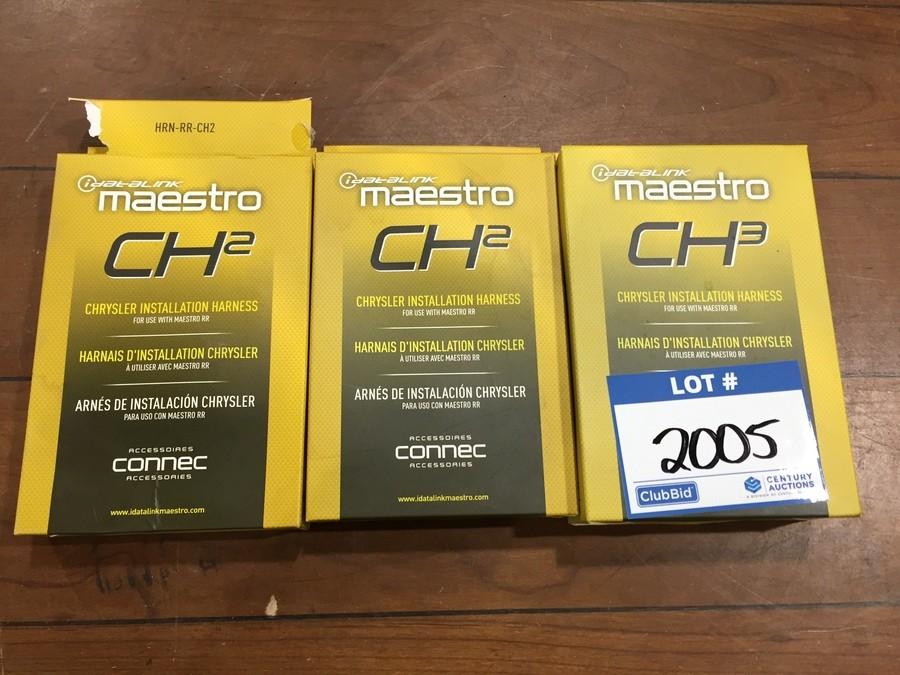 HRN-RR-CH2
idatalink
maestro
CH2
CHRYSLER INSTALLATION HARNESS
FOR USE WITH MAESTRO RR
HARNAIS D'INSTALLATION CHRYSLER
À UTILISER AVEC MAESTRO RR
ARNÉS DE INSTALACIÓN CHRYSLER
PARA USO CON MAESTRO RR
ACCESSOIRES
connec
ACCESSORIES
www.idatalinkmaestro.com
idatalink
maestro
CH2
CHRYSLER INSTALLATION HARNESS
FOR USE WITH MAESTRO RR
HARNAIS D'INSTALLATION CHRYSLER
À UTILISER AVEC MAESTRO RR
ARNÉS DE INSTALACIÓN CHRYSLER
PARA USO CON MAESTRO RR
ACCESSOIRES
connec
ACCESSORIES
www.idatalinkmaestro.com
idatalink
maestro
CH3
CHRYSLER INSTALLATION HARNESS
FOR USE WITH MAESTRO RR
HARNAIS D'INSTALLATION CHRYSLER
À UTILISER AVEC MAESTRO RR
LOT #
2005
ClubBid
CENTURY
AUCTIONS